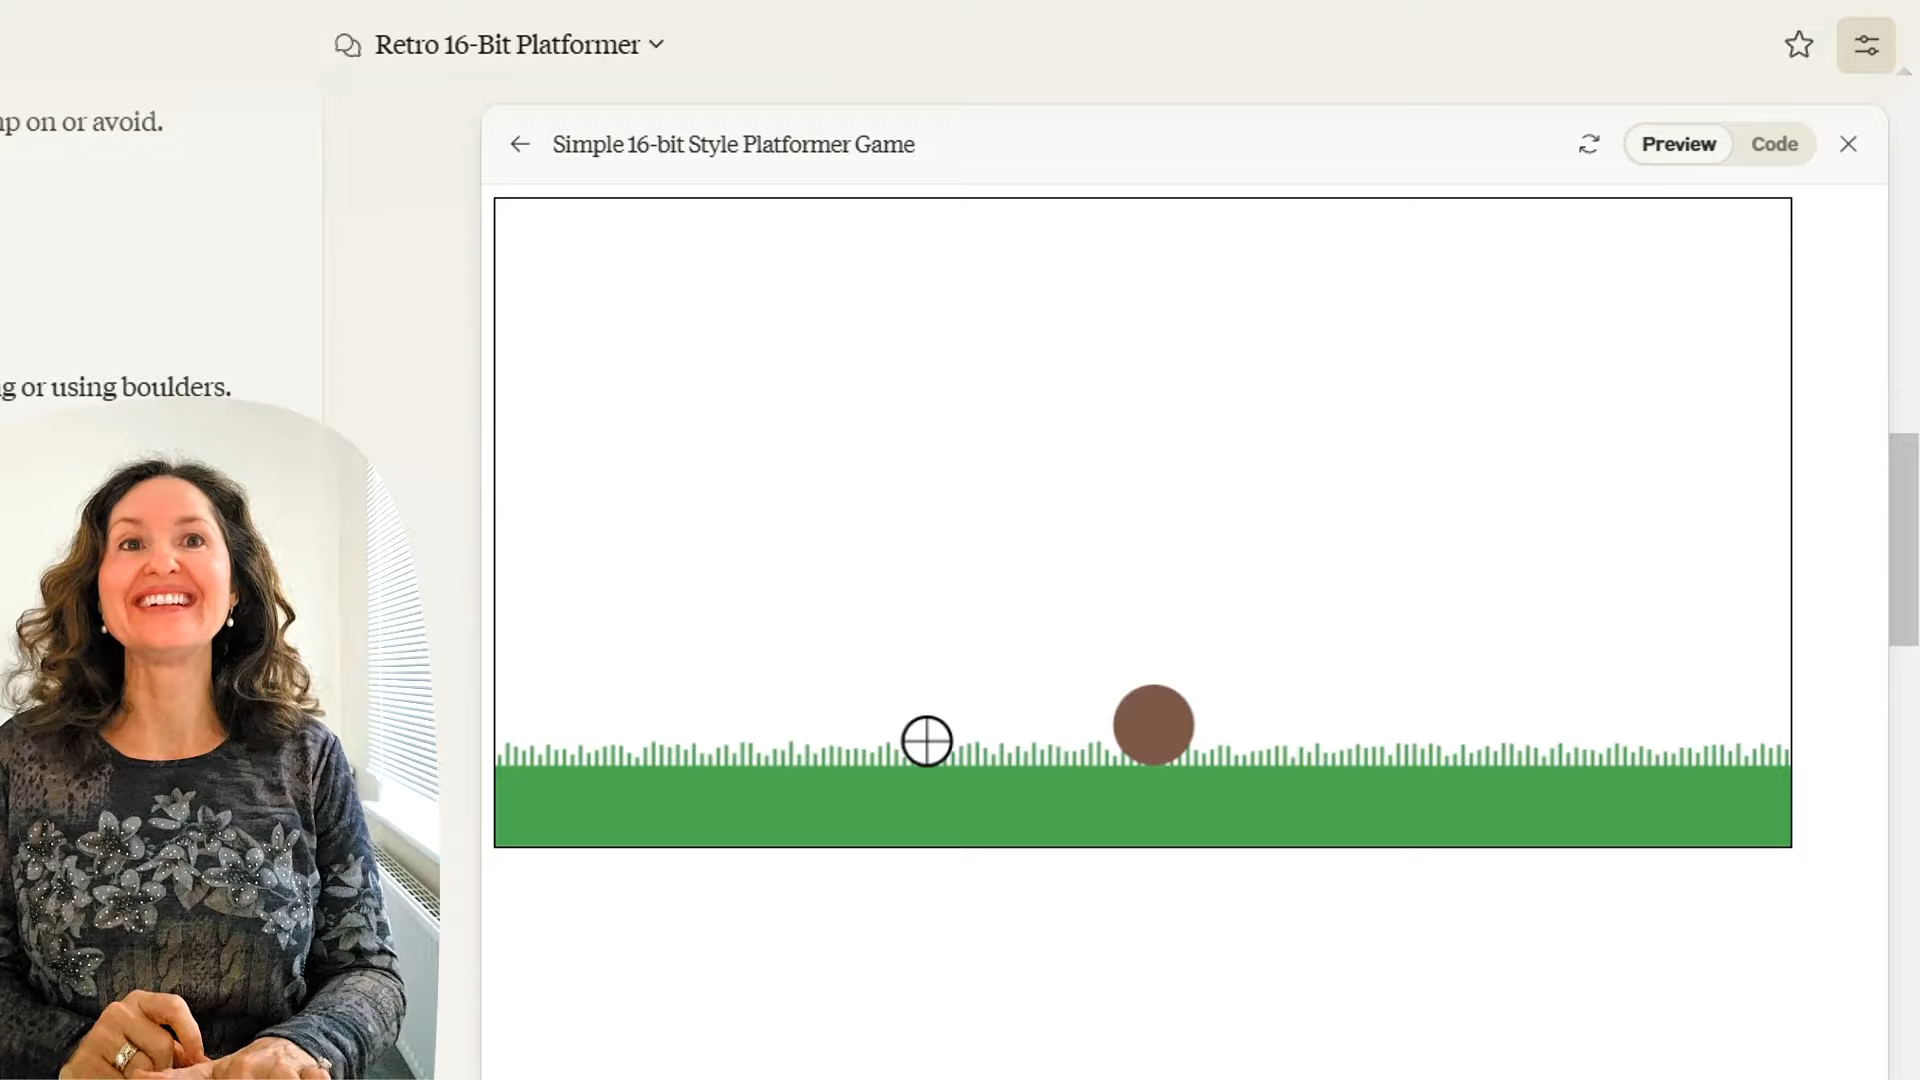 Retro 16-Bit Platformer
on or avoid.
Simple 16-bit Style Platformer Game
Preview
Code
or using boulders.